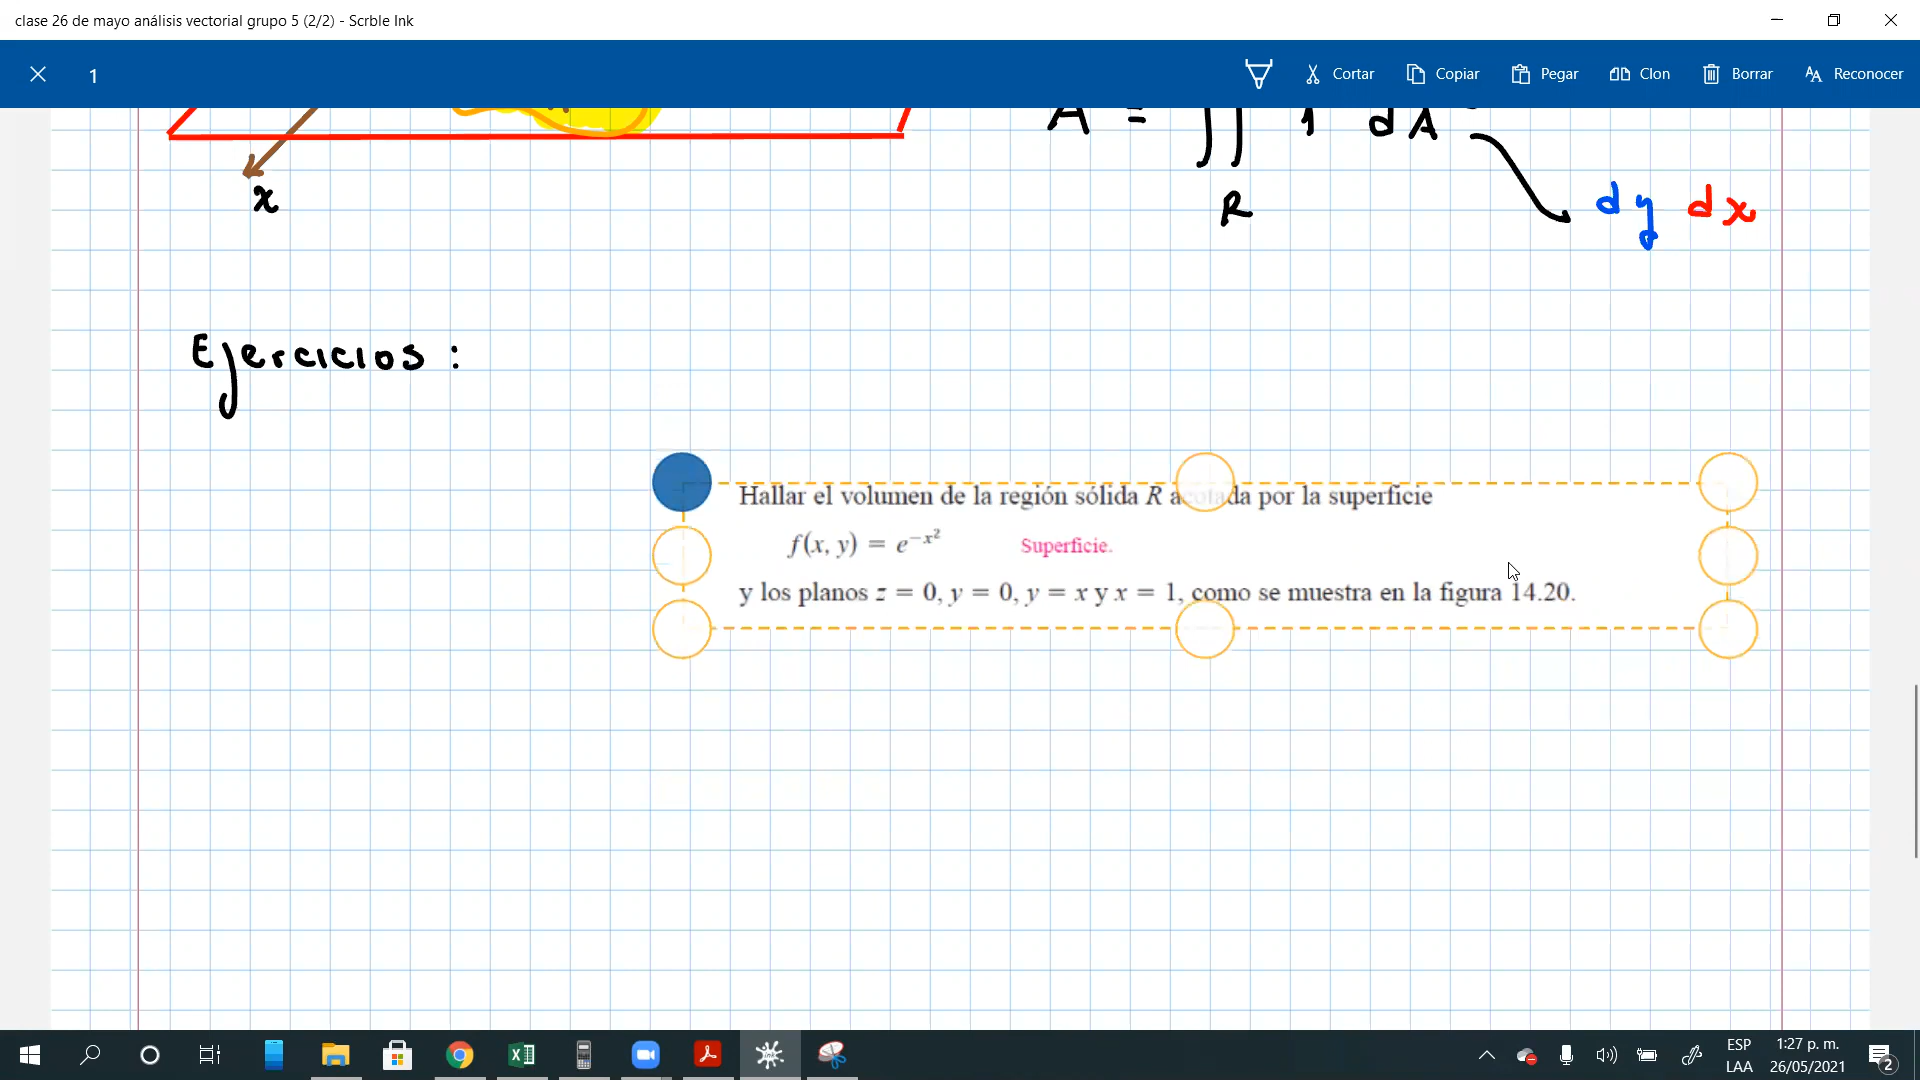 clase 26 de mayo análisis vectorial grupo 5 (2/2) - Scrble Ink
1 Cortar Copiar Pegar Clon Borrar Reconocer
A = ∬ 1 dA
R
dy dx
x
Ejercicios :
Hallar el volumen de la región sólida R acotada por la superficie
f(x, y) = e^{-x^2} Superficie.
y los planos z = 0, y = 0, y = x y x = 1, como se muestra en la figura 14.20.
ESP 1:27 p. m.
LAA 26/05/2021 2